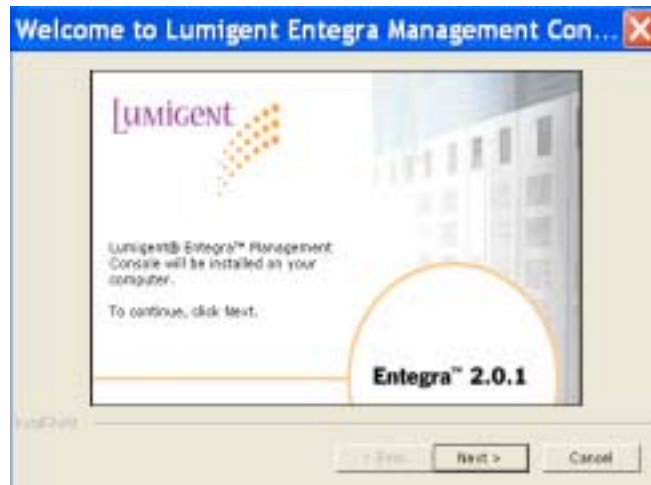 Welcome to Lumigent Entegra Management Con...
Lumigent
Lumigent® Entegra™ Management
Console will be installed on your
computer.
To continue, click Next.
Entegra™ 2.0.1
InstallShield
< Back
Next >
Cancel